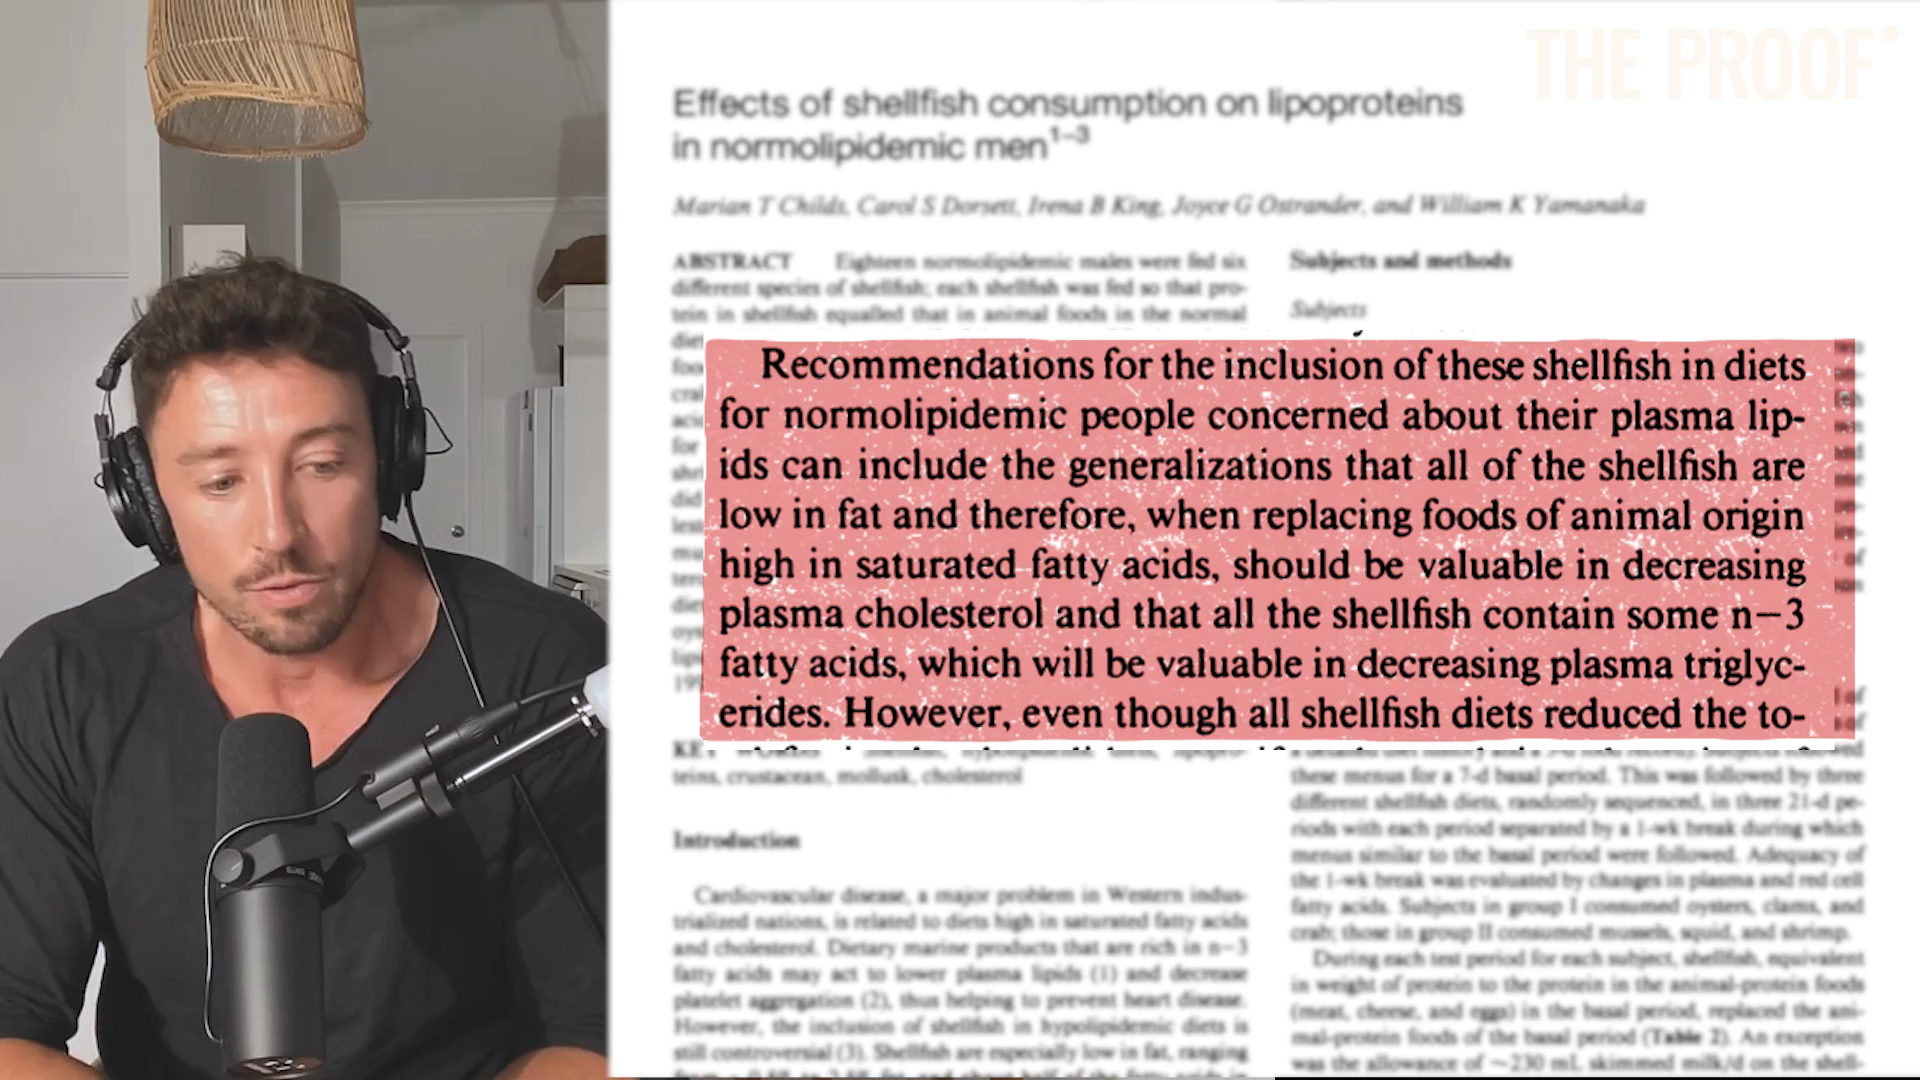 THE PROOF
Effects of shellfish consumption on lipoproteins
in normolipidemic men1–3
Marian T Childs, Carol S Dorsett, Irena B King, Joyce G Ostrander, and William K Yamanaka
ABSTRACT Eighteen normolipidemic males were fed six
different species of shellfish; each shellfish was fed so that pro-
tein in shellfish equalled that in animal foods in the normal
Subjects and methods
Subjects
Recommendations for the inclusion of these shellfish in diets
for normolipidemic people concerned about their plasma lip-
ids can include the generalizations that all of the shellfish are
low in fat and therefore, when replacing foods of animal origin
high in saturated fatty acids, should be valuable in decreasing
plasma cholesterol and that all the shellfish contain some n−3
fatty acids, which will be valuable in decreasing plasma triglyc-
erides. However, even though all shellfish diets reduced the to-
teins, crustacean, mollusk, cholesterol
Introduction
Cardiovascular disease, a major problem in Western indus-
trialized nations, is related to diets high in saturated fatty acids
and cholesterol. Dietary marine products that are rich in n−3
fatty acids may act to lower plasma lipids (1) and decrease
platelet aggregation (2), thus helping to prevent heart disease.
However, the inclusion of shellfish in hypolipidemic diets is
still controversial (3). Shellfish are especially low in fat, ranging
these menus for a 7-d basal period. This was followed by three
different shellfish diets, randomly sequenced, in three 21-d pe-
riods with each period separated by a 1-wk break during which
menus similar to the basal period were followed. Adequacy of
the 1-wk break was evaluated by changes in plasma and red cell
fatty acids. Subjects in group I consumed oysters, clams, and
crab; those in group II consumed mussels, squid, and shrimp.
During each test period for each subject, shellfish, equivalent
in weight of protein to the protein in the animal-protein foods
(meat, cheese, and eggs) in the basal period, replaced the ani-
mal-protein foods of the basal period (Table 2). An exception
was the allowance of ~230 mL skimmed milk/d on the shell-